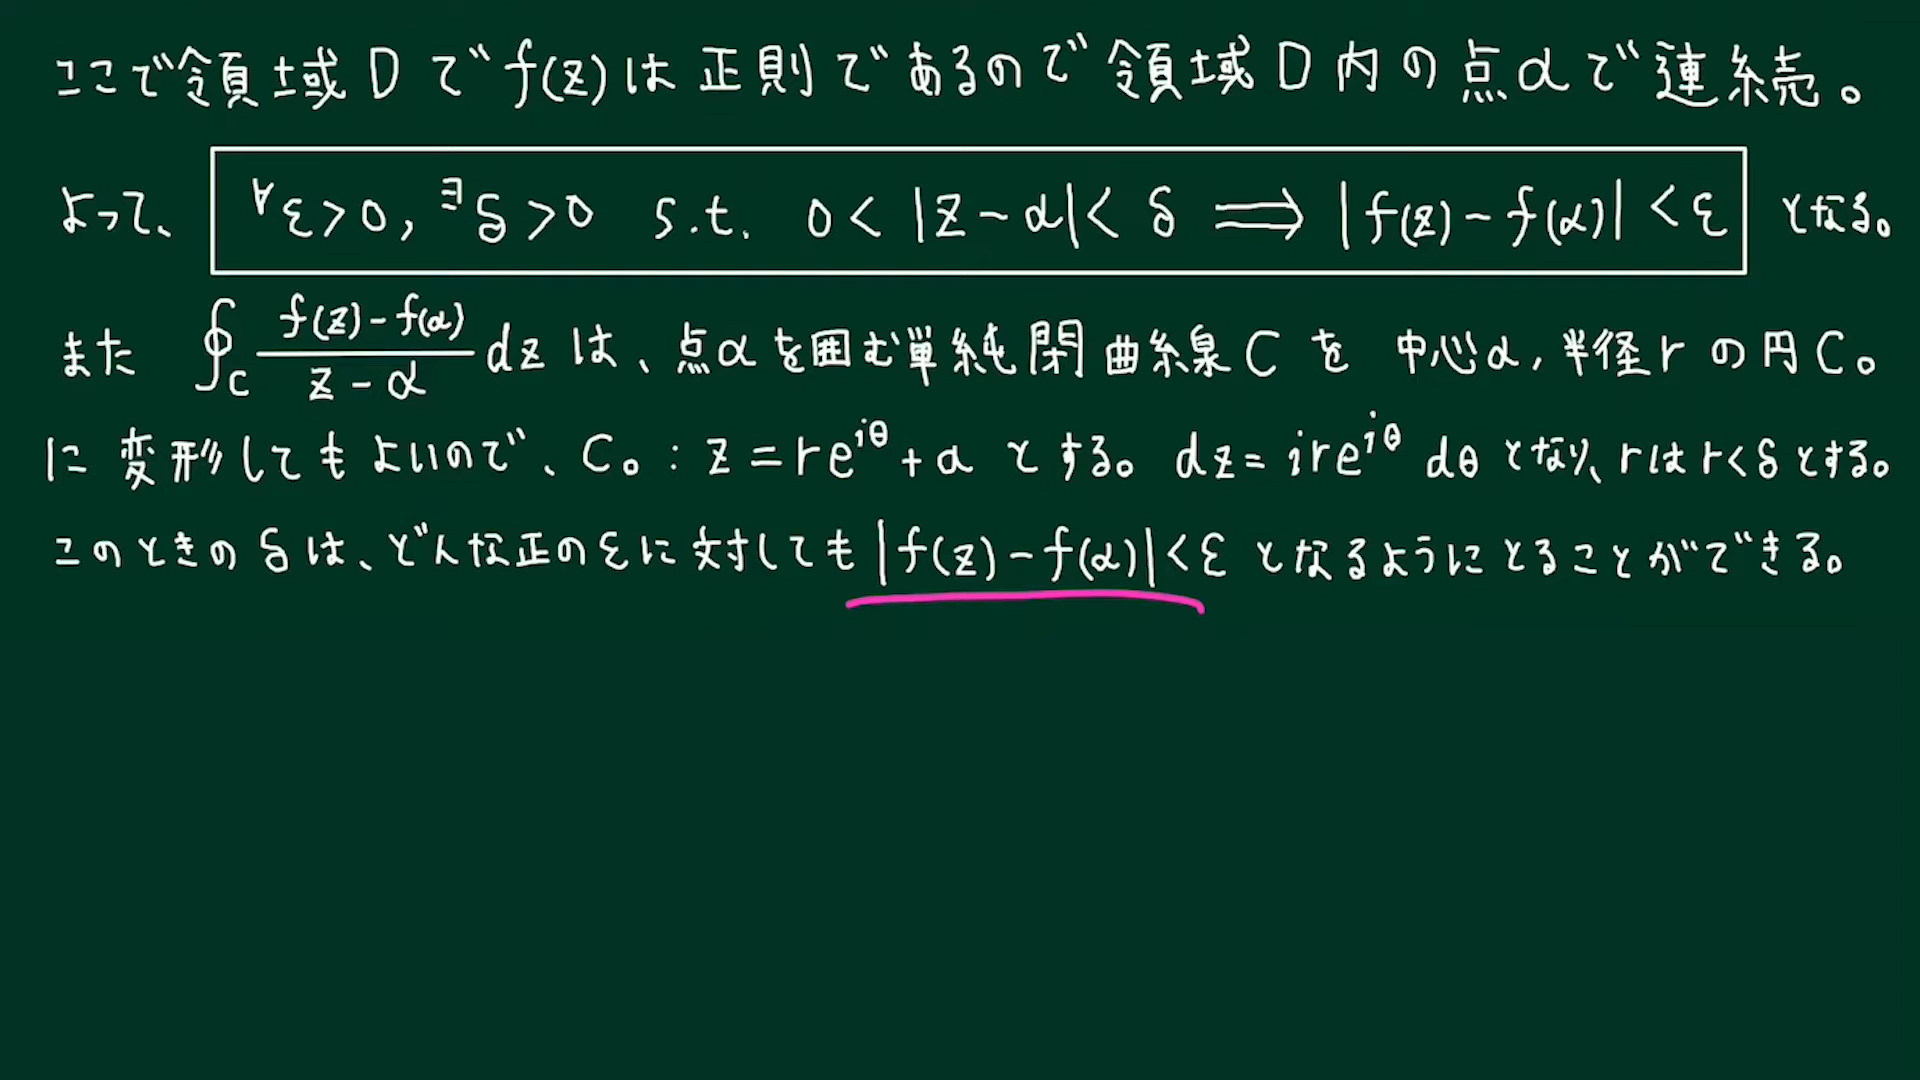 ここで領域Dでf(z)は正則であるので領域D内の点αで連続。
よって、 ∀ε>0, ∃δ>0 s.t. 0<|z-α|<δ ⟹ |f(z)-f(α)|<ε となる。
また ∮_C (f(z)-f(α))/(z-α) dz は、点αを囲む単純閉曲線Cを 中心α, 半径rの円C₀
に変形してもよいので、C₀: z=re^{iθ}+α とする。dz=ire^{iθ}dθとなり、rはr<δとする。
このときのδは、どんな正のεに対しても|f(z)-f(α)|<εとなるようにとることができる。